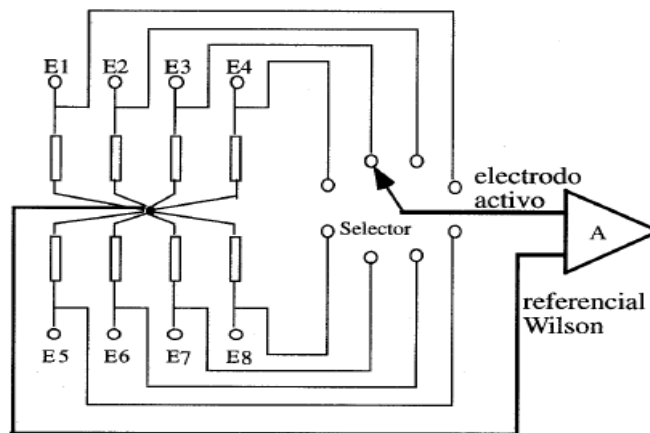 E1 E2 E3 E4
electrodo
activo
Selector
A
referencial
Wilson
E5 E6 E7 E8